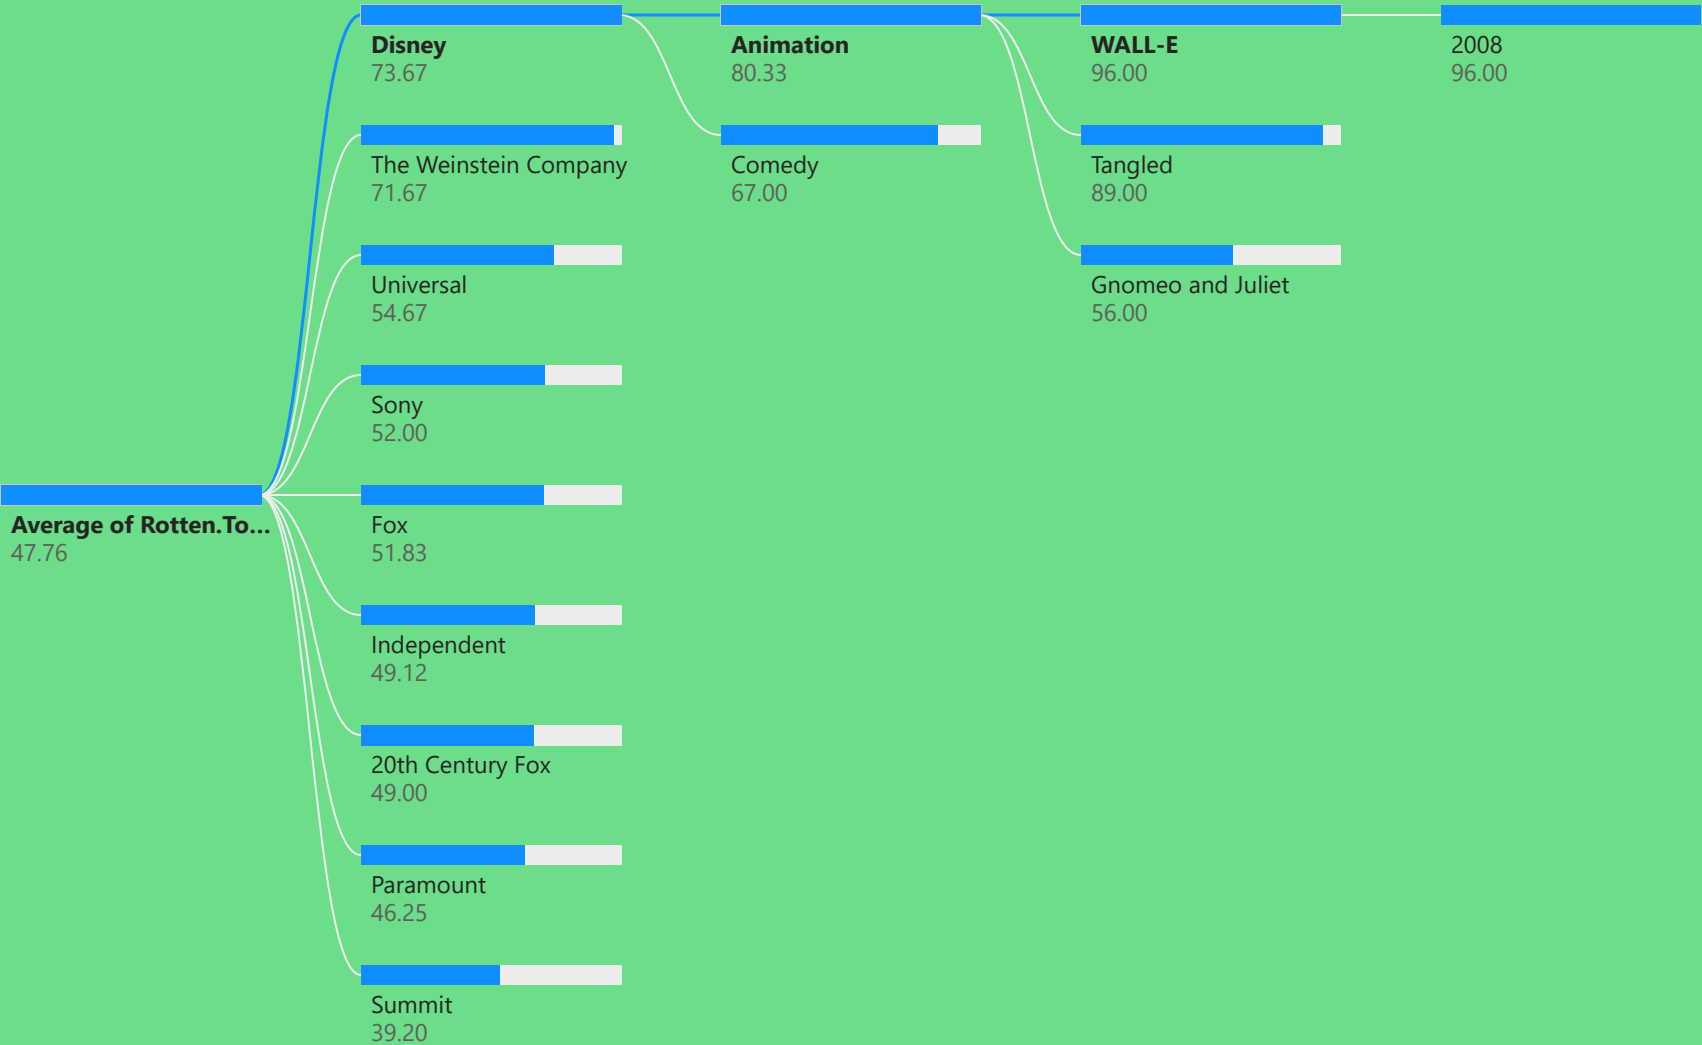 Average of Rotten.To...
47.76
Disney
73.67
The Weinstein Company
71.67
Universal
54.67
Sony
52.00
Fox
51.83
Independent
49.12
20th Century Fox
49.00
Paramount
46.25
Summit
39.20
Animation
80.33
Comedy
67.00
WALL-E
96.00
Tangled
89.00
Gnomeo and Juliet
56.00
2008
96.00